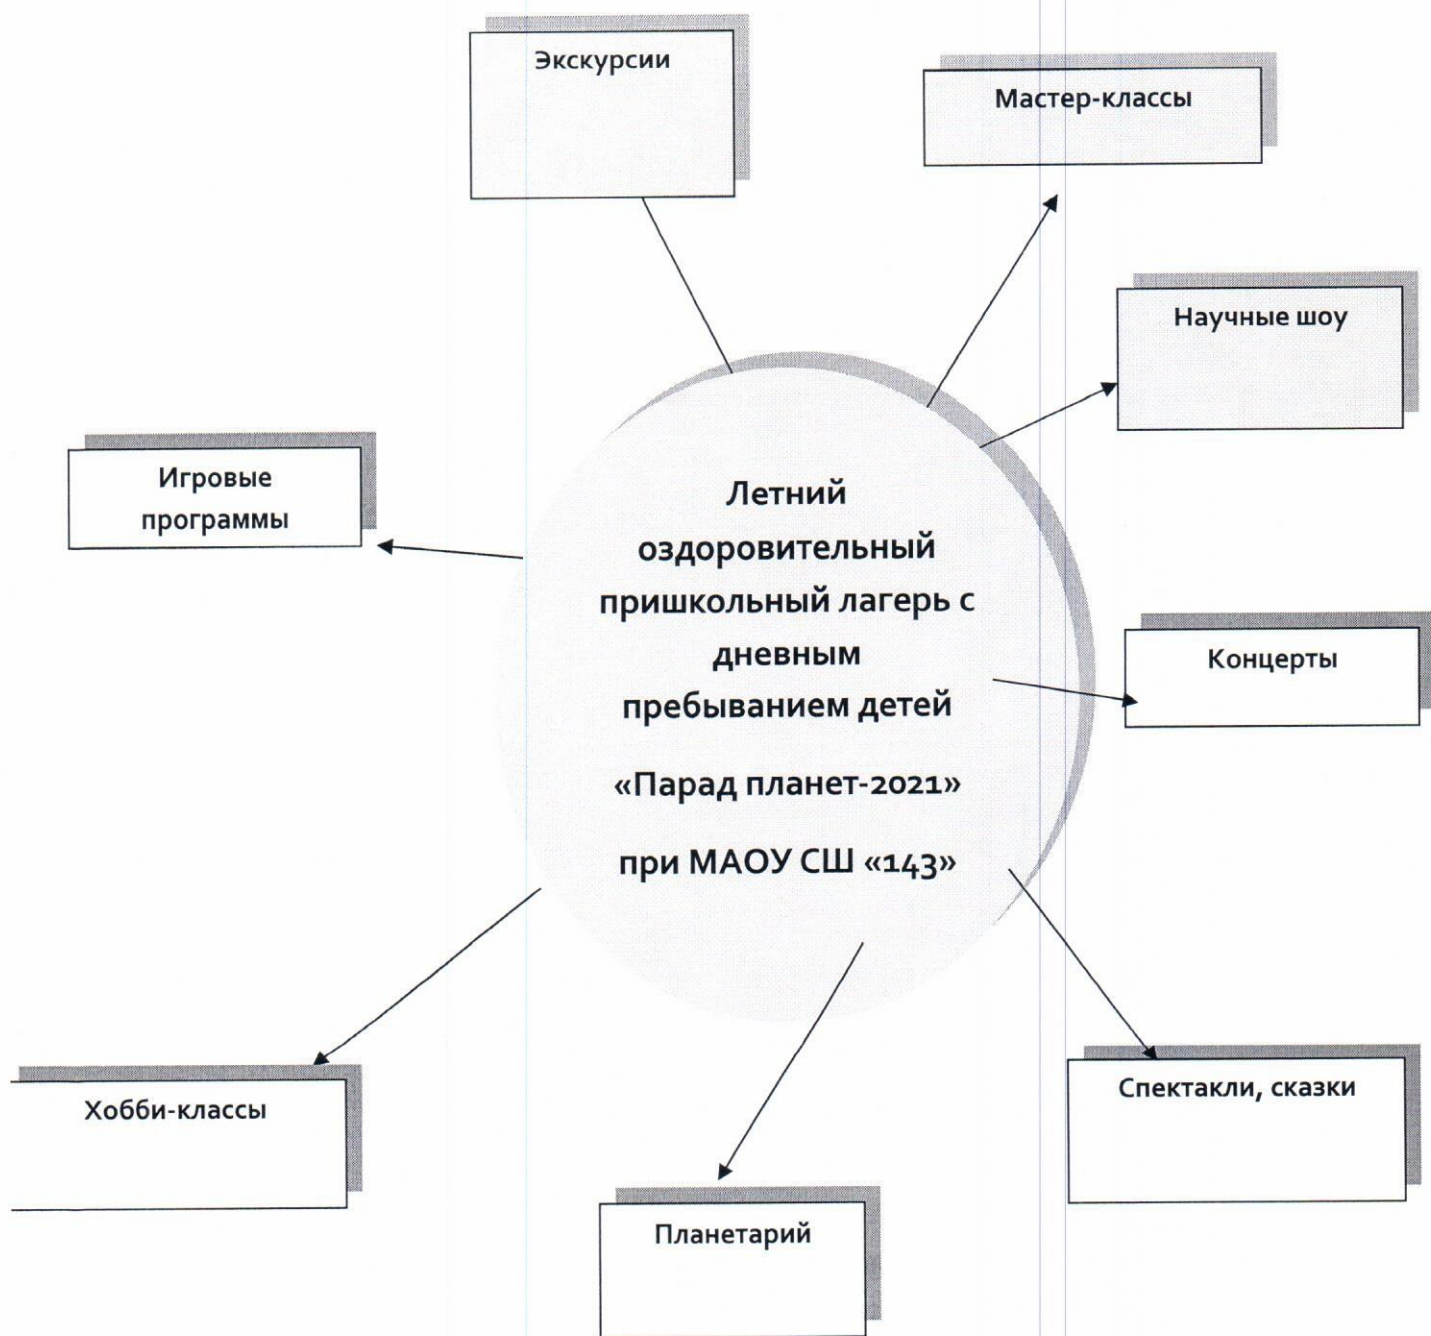 Экскурсии
Мастер-классы
Научные шоу
Игровые
программы
Летний
оздоровительный
пришкольный лагерь с
дневным
пребыванием детей
«Парад планет-2021»
при МАОУ СШ «143»
Концерты
Хоббби-классы
Спектакли, сказки
Планетарий